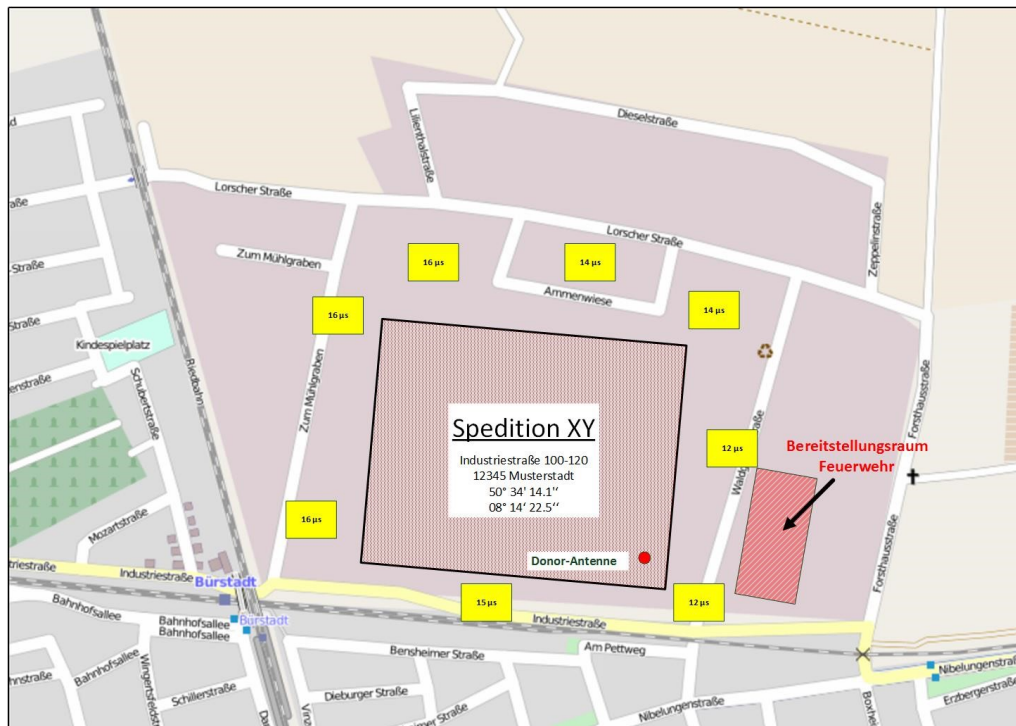 Dieselstraße
Lilienthalstraße
Lorscher Straße
Zeppelinstraße
Lorscher Straße
Zum Mühlgraben
16 µs
14 µs
Ammenwiese
16 µs
14 µs
Kindespielplatz
Riedbahn
Schubertstraße
Zum Mühlgraben
Forsthausstraße
Spedition XY
Industriestraße 100-120
12345 Musterstadt
50° 34' 14.1''
08° 14' 22.5''
12 µs
Bereitstellungsraum
Feuerwehr
16 µs
Mozartstraße
Forsthausstraße
Donor-Antenne
Industriestraße
Bürstadt
15 µs
12 µs
Industriestraße
Bahnhofsallee
Bahnhofsallee
Bahnhofsallee
Bürstadt
Bensheimer Straße
Am Pettweg
Bahnhofsallee
Nibelungenstraße
Schillerstraße
Dieburger Straße
Nibelungenstraße
Erzbergerstraße